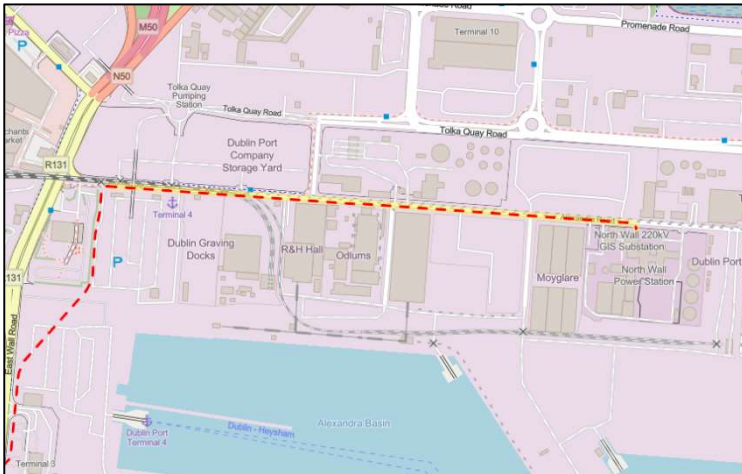 M50
N50
Pizza
P
Promenade Road
Road
Terminal 10
Tolka Quay
Pumping
Station
Tolka Quay Road
Tolka Quay Road
Dublin Port
Company
Storage Yard
R131
Terminal 4
Dublin Graving
Docks
P
R&H Hall
Odlums
North Wall 220kV
GIS Substation
North Wall
Power Station
Moyglare
Dublin Port
131
East Wall Road
Alexandra Basin
Dublin - Heysham
Dublin Port
Terminal 4
Terminal 3